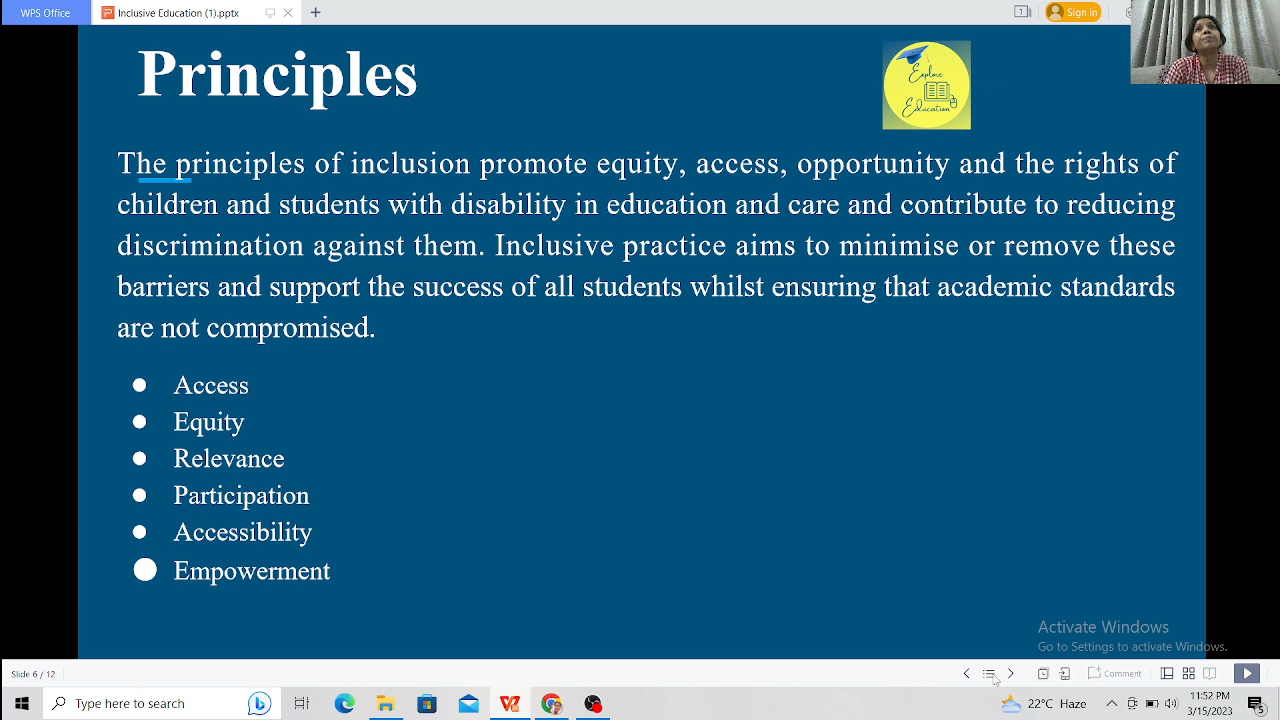 WPS Office
Inclusive Education (1).pptx
Sign in
Principles
Explore
Education
The principles of inclusion promote equity, access, opportunity and the rights of
children and students with disability in education and care and contribute to reducing
discrimination against them. Inclusive practice aims to minimise or remove these
barriers and support the success of all students whilst ensuring that academic standards
are not compromised.
Access
Equity
Relevance
Participation
Accessibility
Empowerment
Activate Windows
Go to Settings to activate Windows.
Slide 6 / 12
Comment
Type here to search
22°C Haze
11:52 PM
3/15/2023